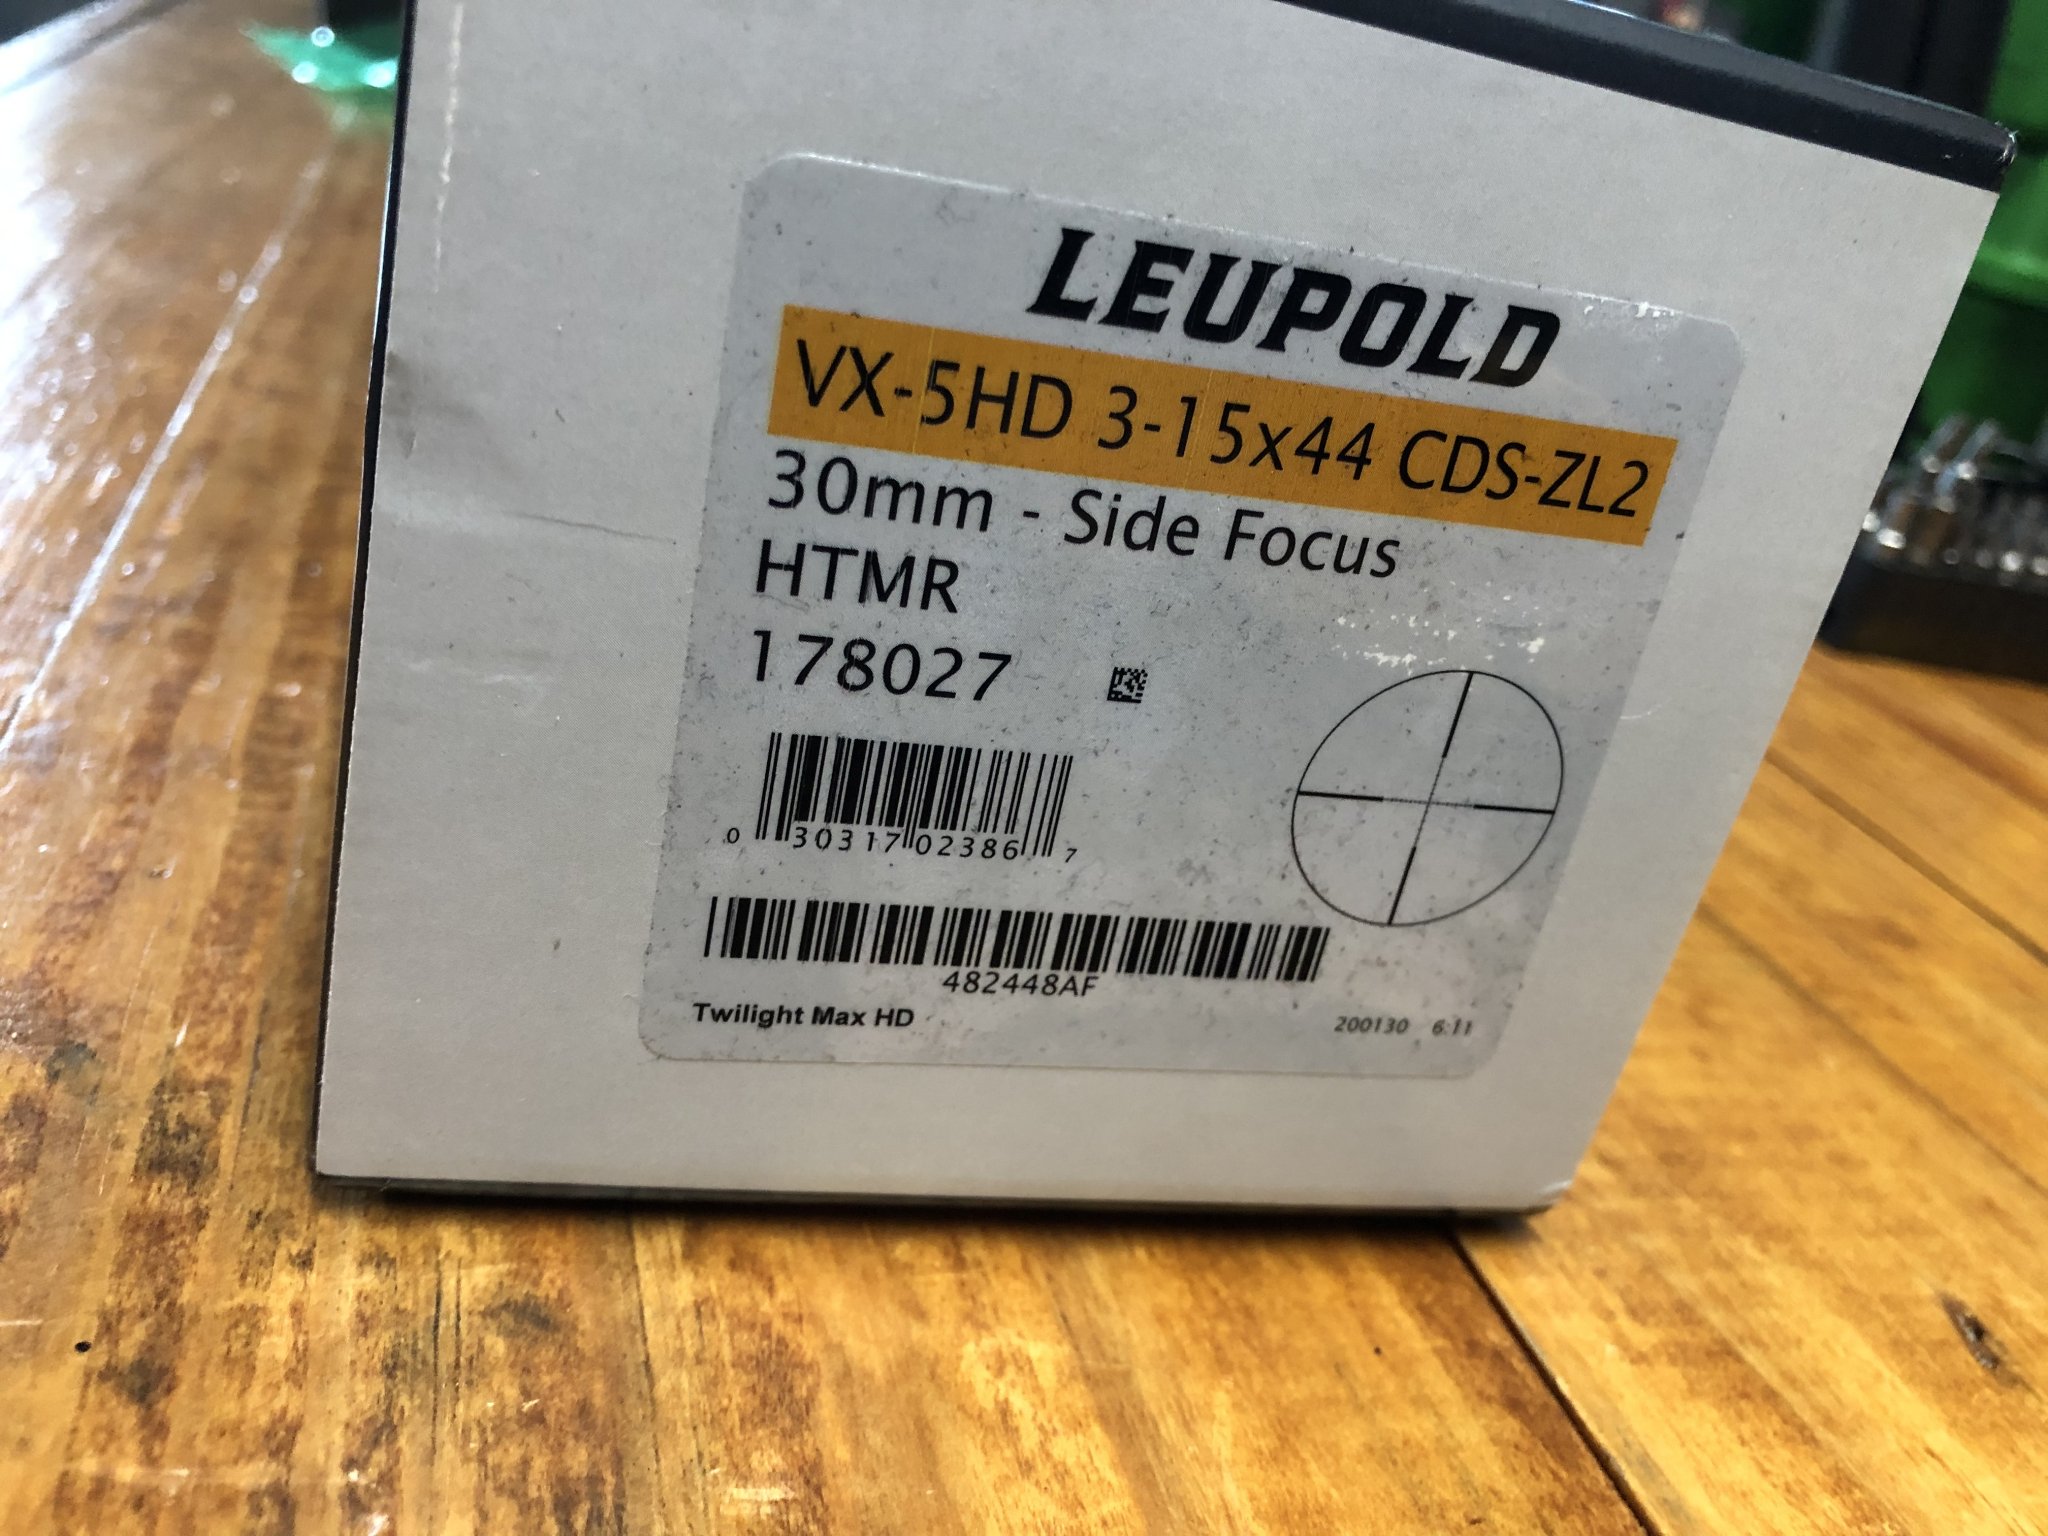 LEUPOLD
VX-5HD 3-15x44 CDS-ZL2
30mm - Side Focus
HTMR
178027
0 30317 02386 7
482448AF
Twilight Max HD
200130 6:11